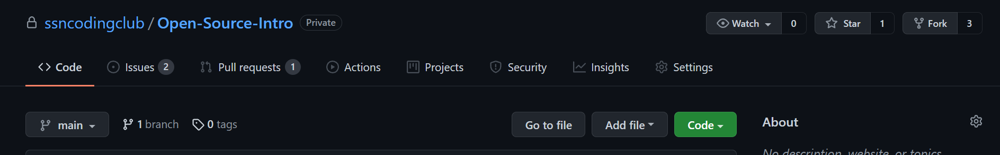 ssncodingclub / Open-Source-Intro Private Watch 0 Star 1 Fork 3
Code Issues 2 Pull requests 1 Actions Projects Security Insights Settings
main 1 branch 0 tags Go to file Add file Code About
No description, website, or topics